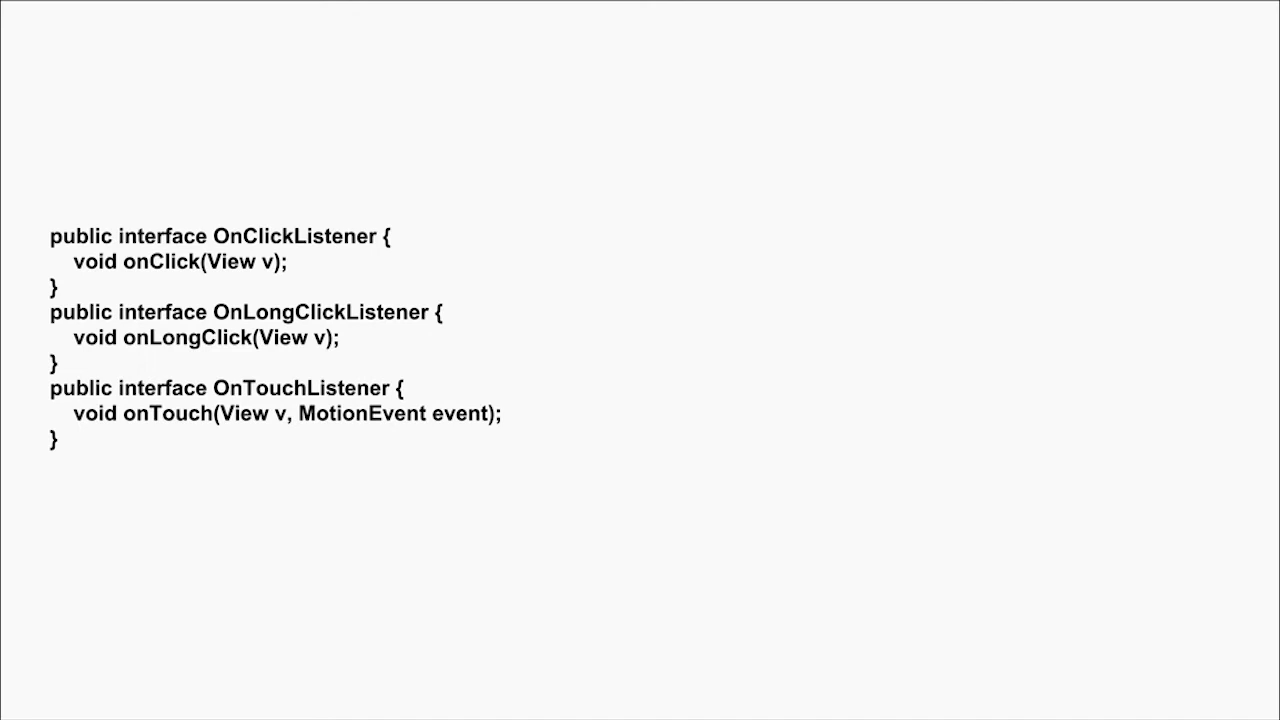 public interface OnClickListener {
    void onClick(View v);
}
public interface OnLongClickListener {
    void onLongClick(View v);
}
public interface OnTouchListener {
    void onTouch(View v, MotionEvent event);
}